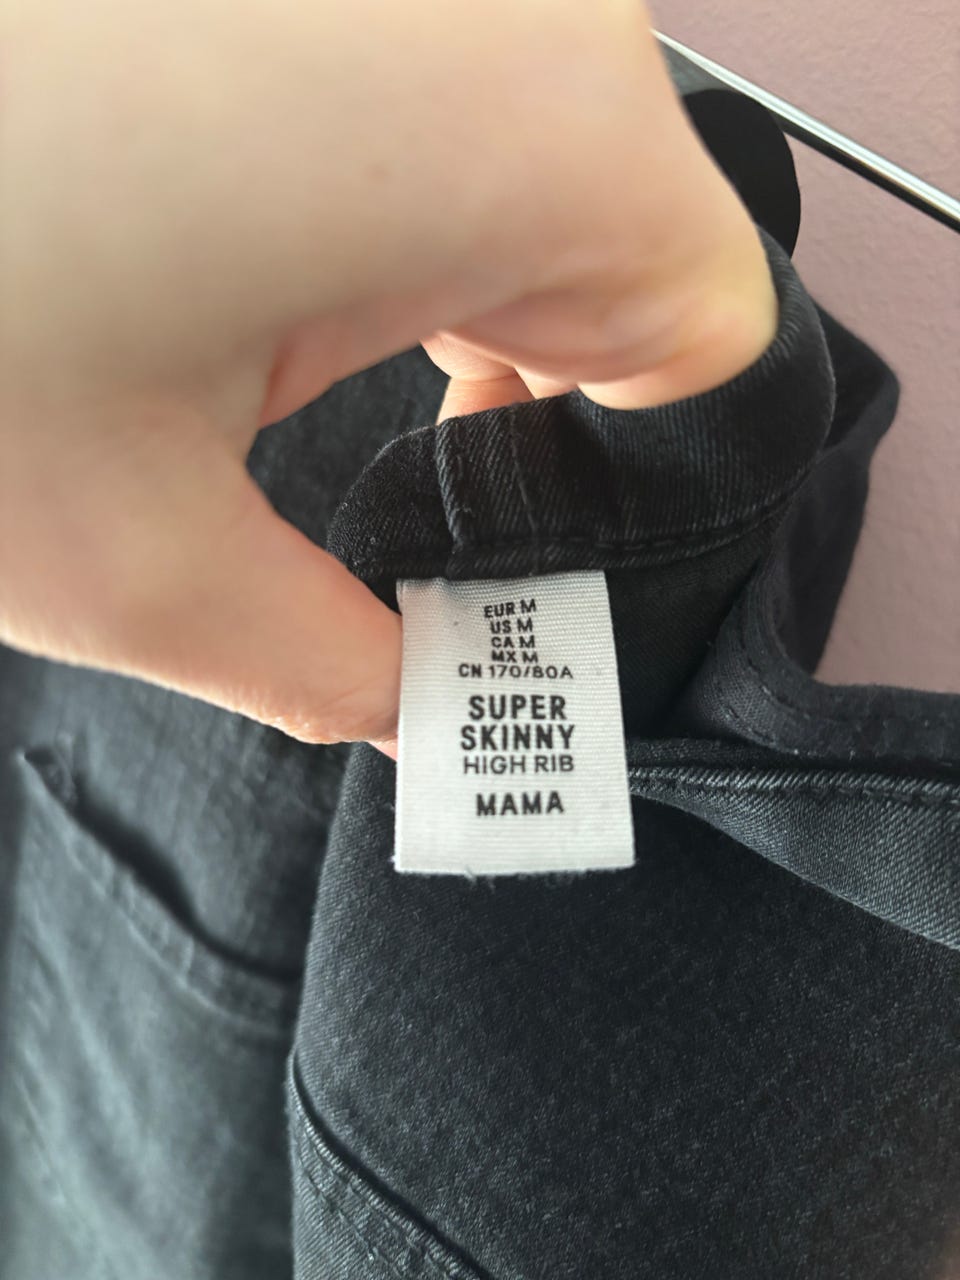 EUR M
US M
CA M
MX M
CN 170/80A
SUPER
SKINNY
HIGH RIB
MAMA